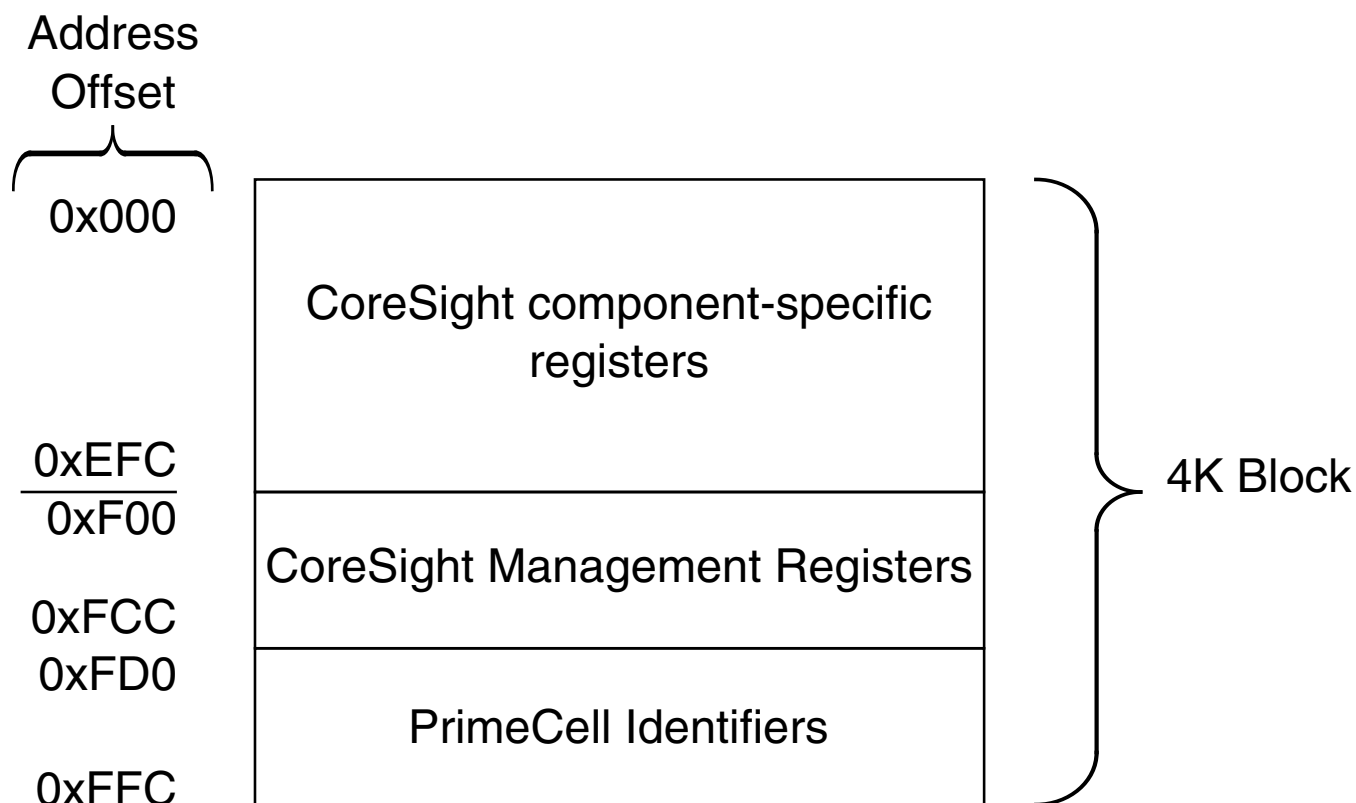 Address
Offset
0x000
CoreSight component-specific
registers
0xEFC
4K Block
0xF00
CoreSight Management Registers
0xFCC
0xFD0
PrimeCell Identifiers
0xFFC